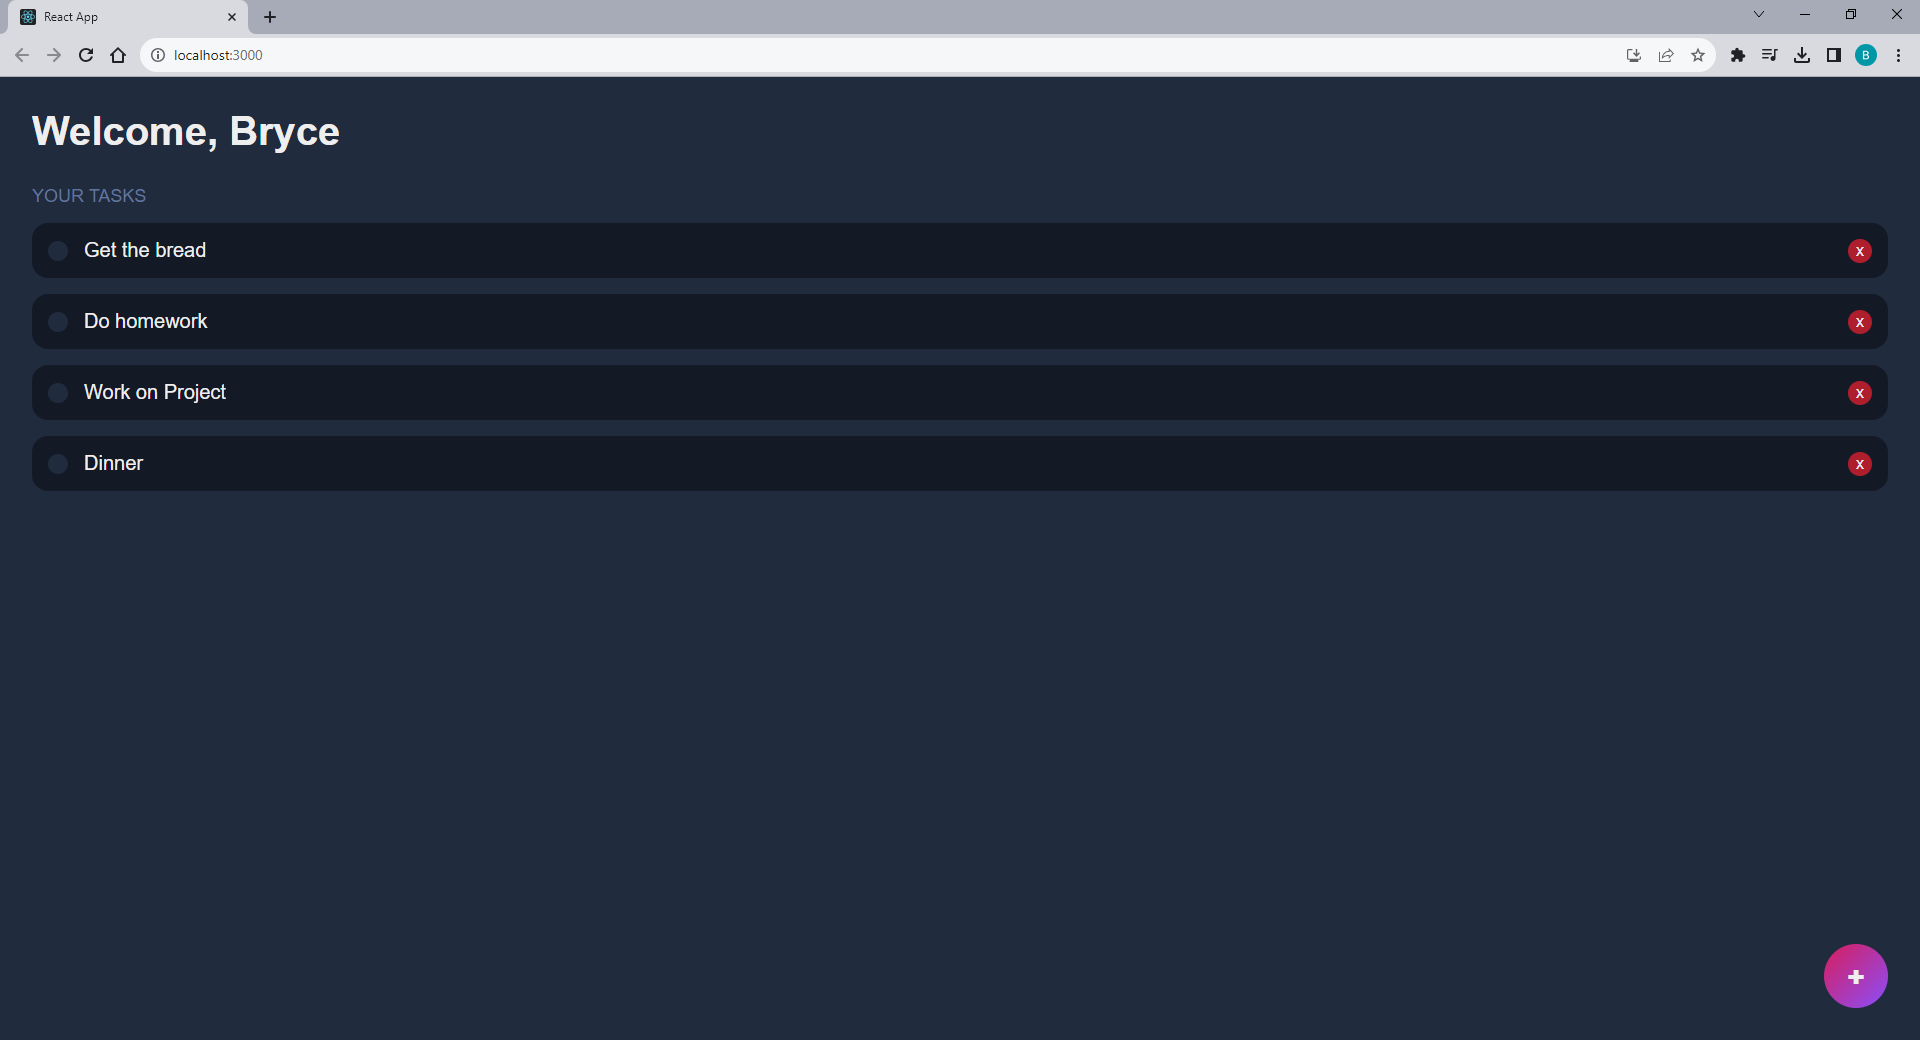 React App
localhost:3000
B
Welcome, Bryce
YOUR TASKS
Get the bread
X
Do homework
X
Work on Project
X
Dinner
X
+